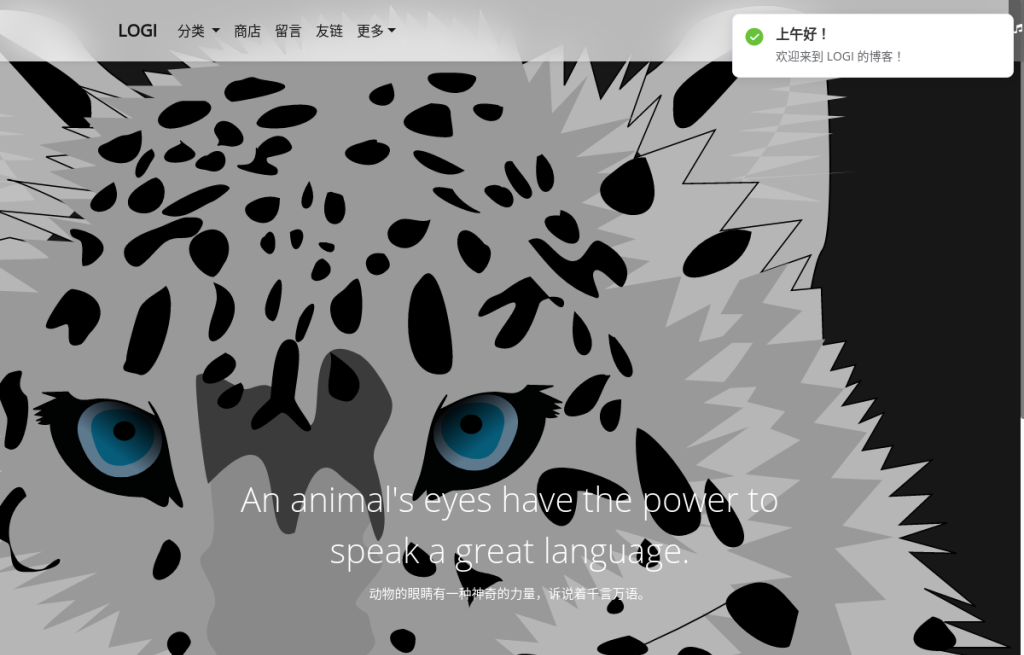 LOGI 分类 商店 留言 友链 更多
上午好！
欢迎来到 LOGI 的博客！
An animal's eyes have the power to
speak a great language.
动物的眼睛有一种神奇的力量，诉说着千言万语。